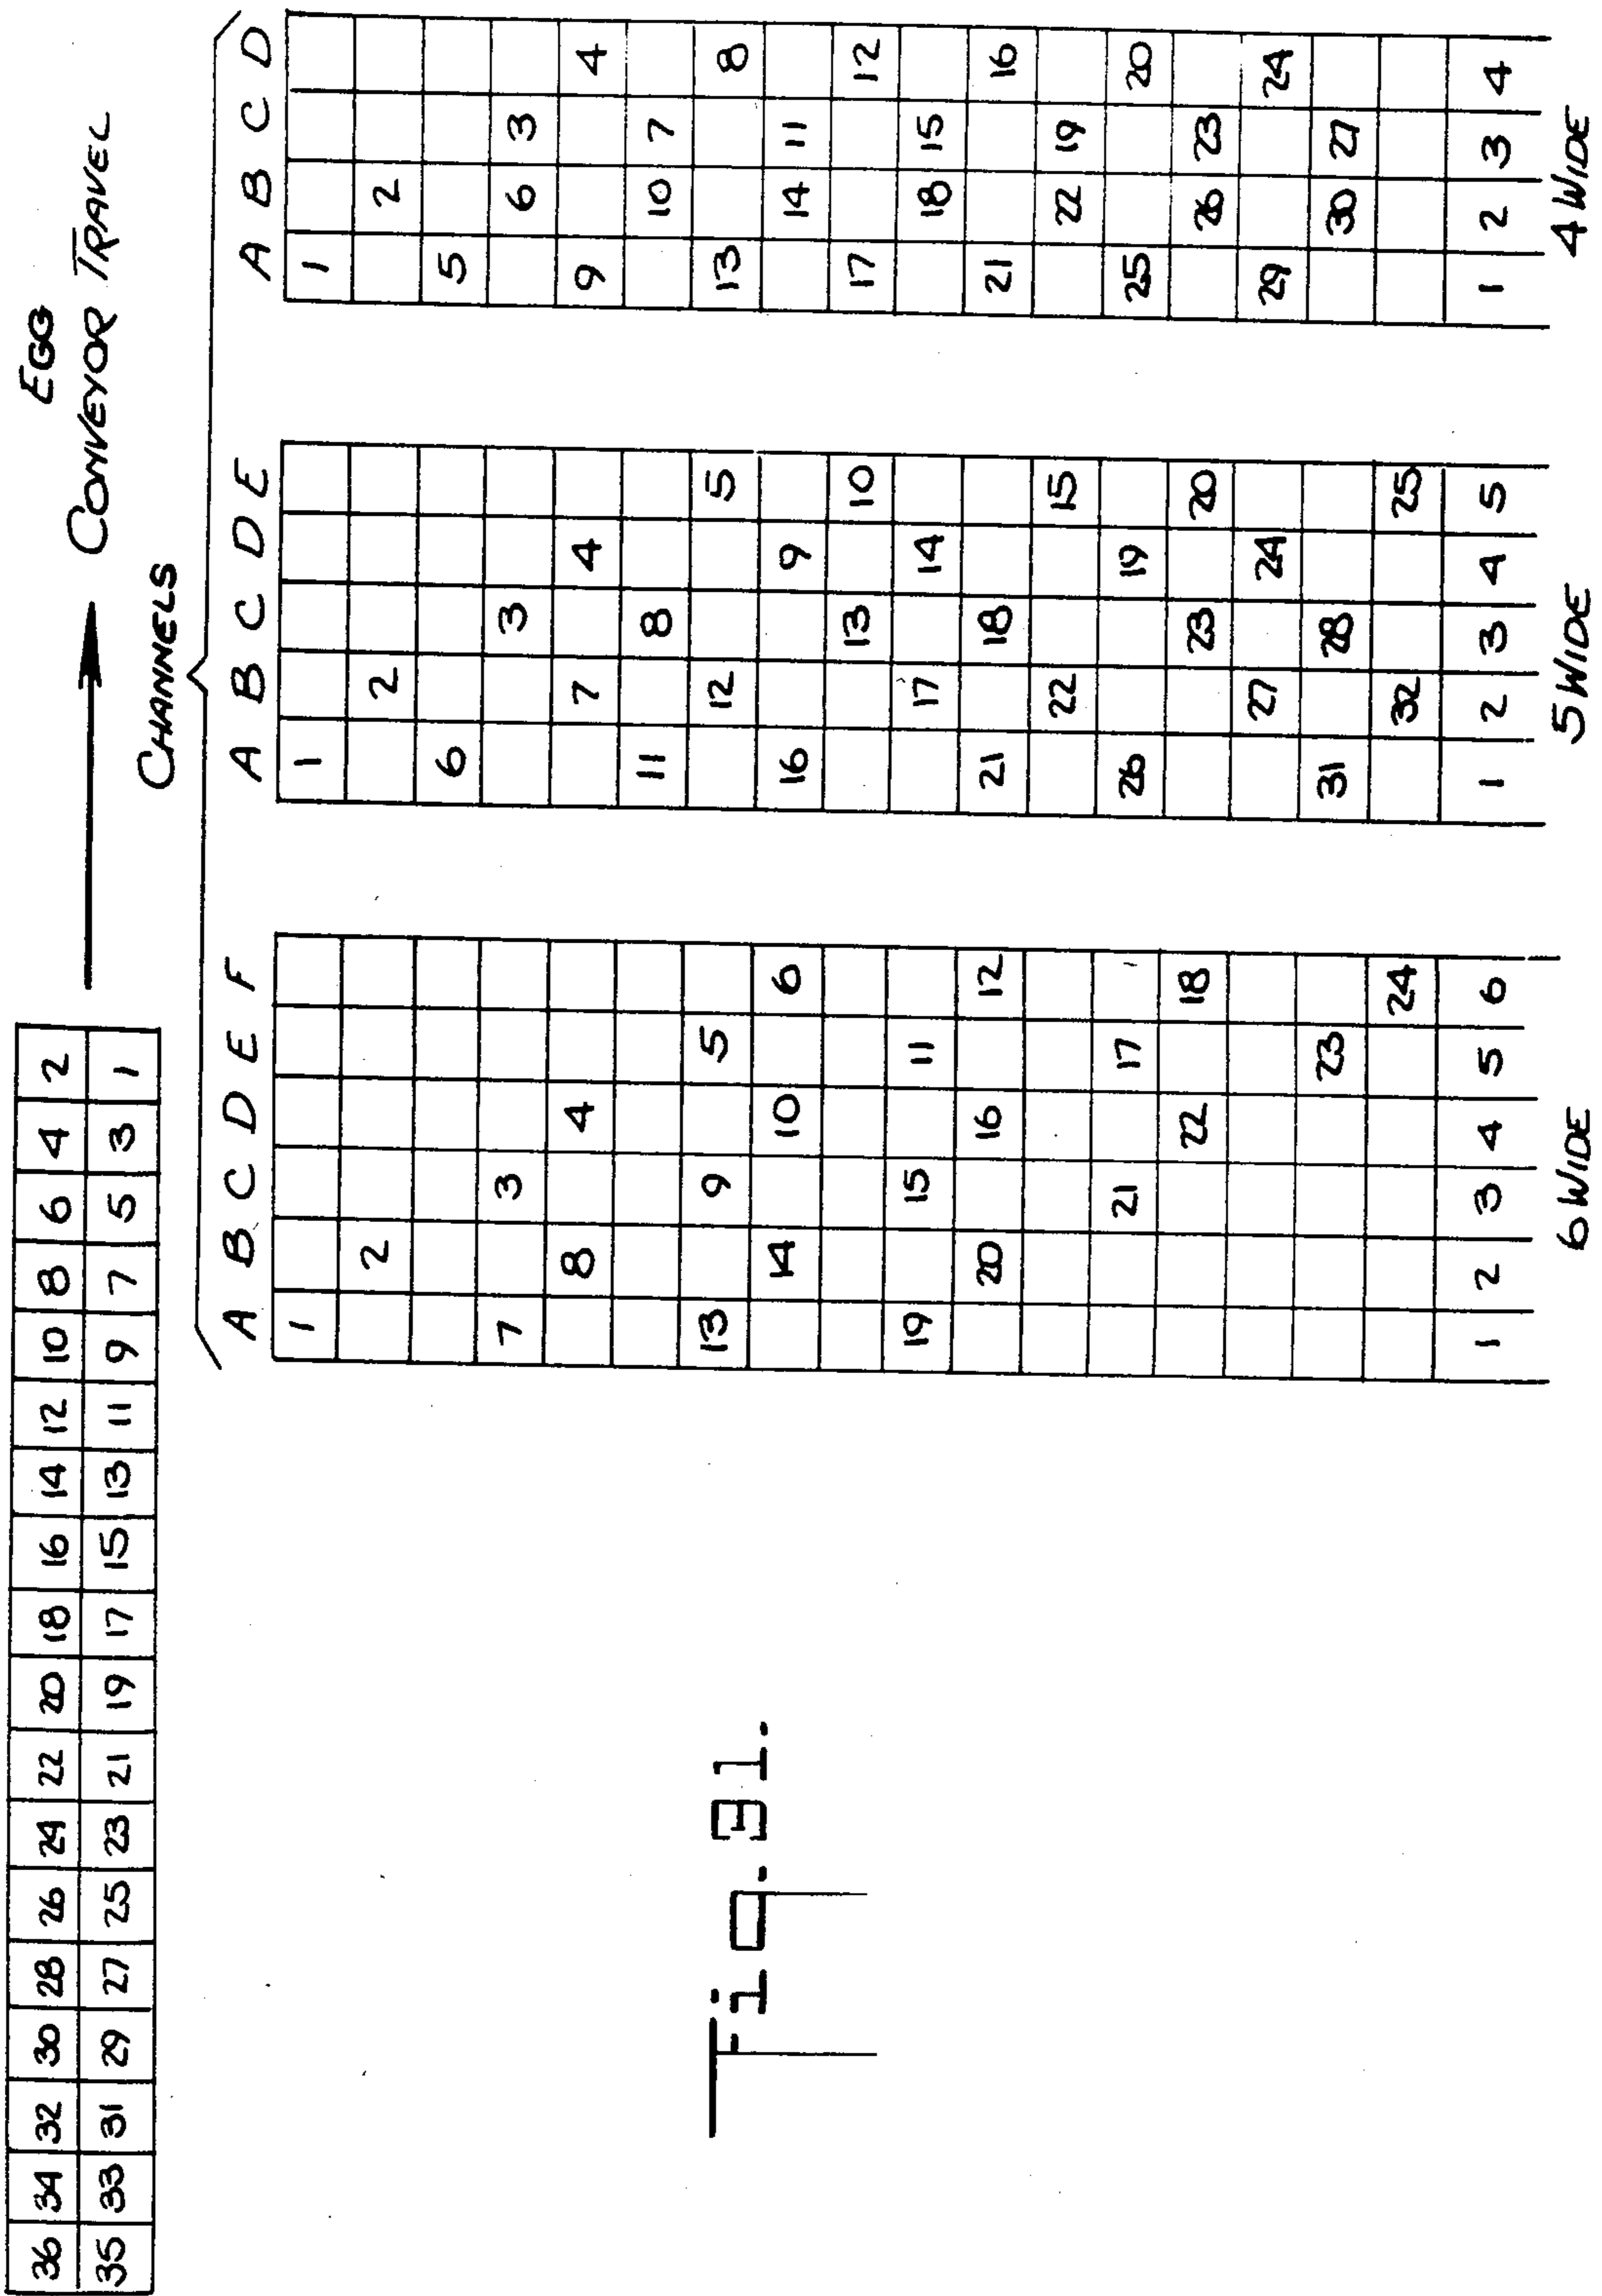 36 34 32 30 28 26 24 22 20 18 16 14 12 10 8 6 4 2
35 33 31 29 27 25 23 21 19 17 15 13 11 9 7 5 3 1
EGG
CONVEYOR TRAVEL
CHANNELS
A B C D E F A B C D E A B C D
1 1 1
2 2 2
6 5
7 3 3 6 3
8 4 7 4 9 4
11 8 10 7
13 9 5 12 5 13 8
14 10 6 16 9 14 11
13 10 17 12
19 15 11 17 14 18 15
20 16 12 21 18 21 16
22 15 22 19
21 17 26 19 25 20
22 18 23 20 26 23
27 24 29 24
23 31 28 30 27
24 32 25
1 2 3 4 5 6 1 2 3 4 5 1 2 3 4
6 WIDE 5 WIDE 4 WIDE
Fig. 31.